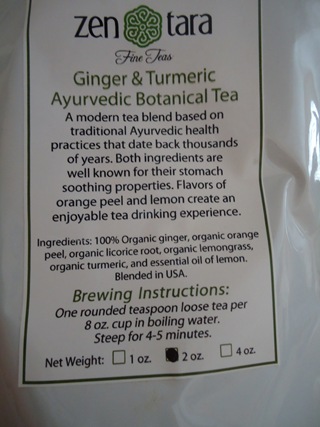 zen tara
Fine Teas
Ginger & Turmeric
Ayurvedic Botanical Tea
A modern tea blend based on
traditional Ayurvedic health
practices that date back thousands
of years. Both ingredients are
well known for their stomach
soothing properties. Flavors of
orange peel and lemon create an
enjoyable tea drinking experience.
Ingredients: 100% Organic ginger, organic orange
peel, organic licorice root, organic lemongrass,
organic turmeric, and essential oil of lemon.
Blended in USA.
Brewing Instructions:
One rounded teaspoon loose tea per
8 oz. cup in boiling water.
Steep for 4-5 minutes.
Net Weight: 1 oz. 2 oz. 4 oz.